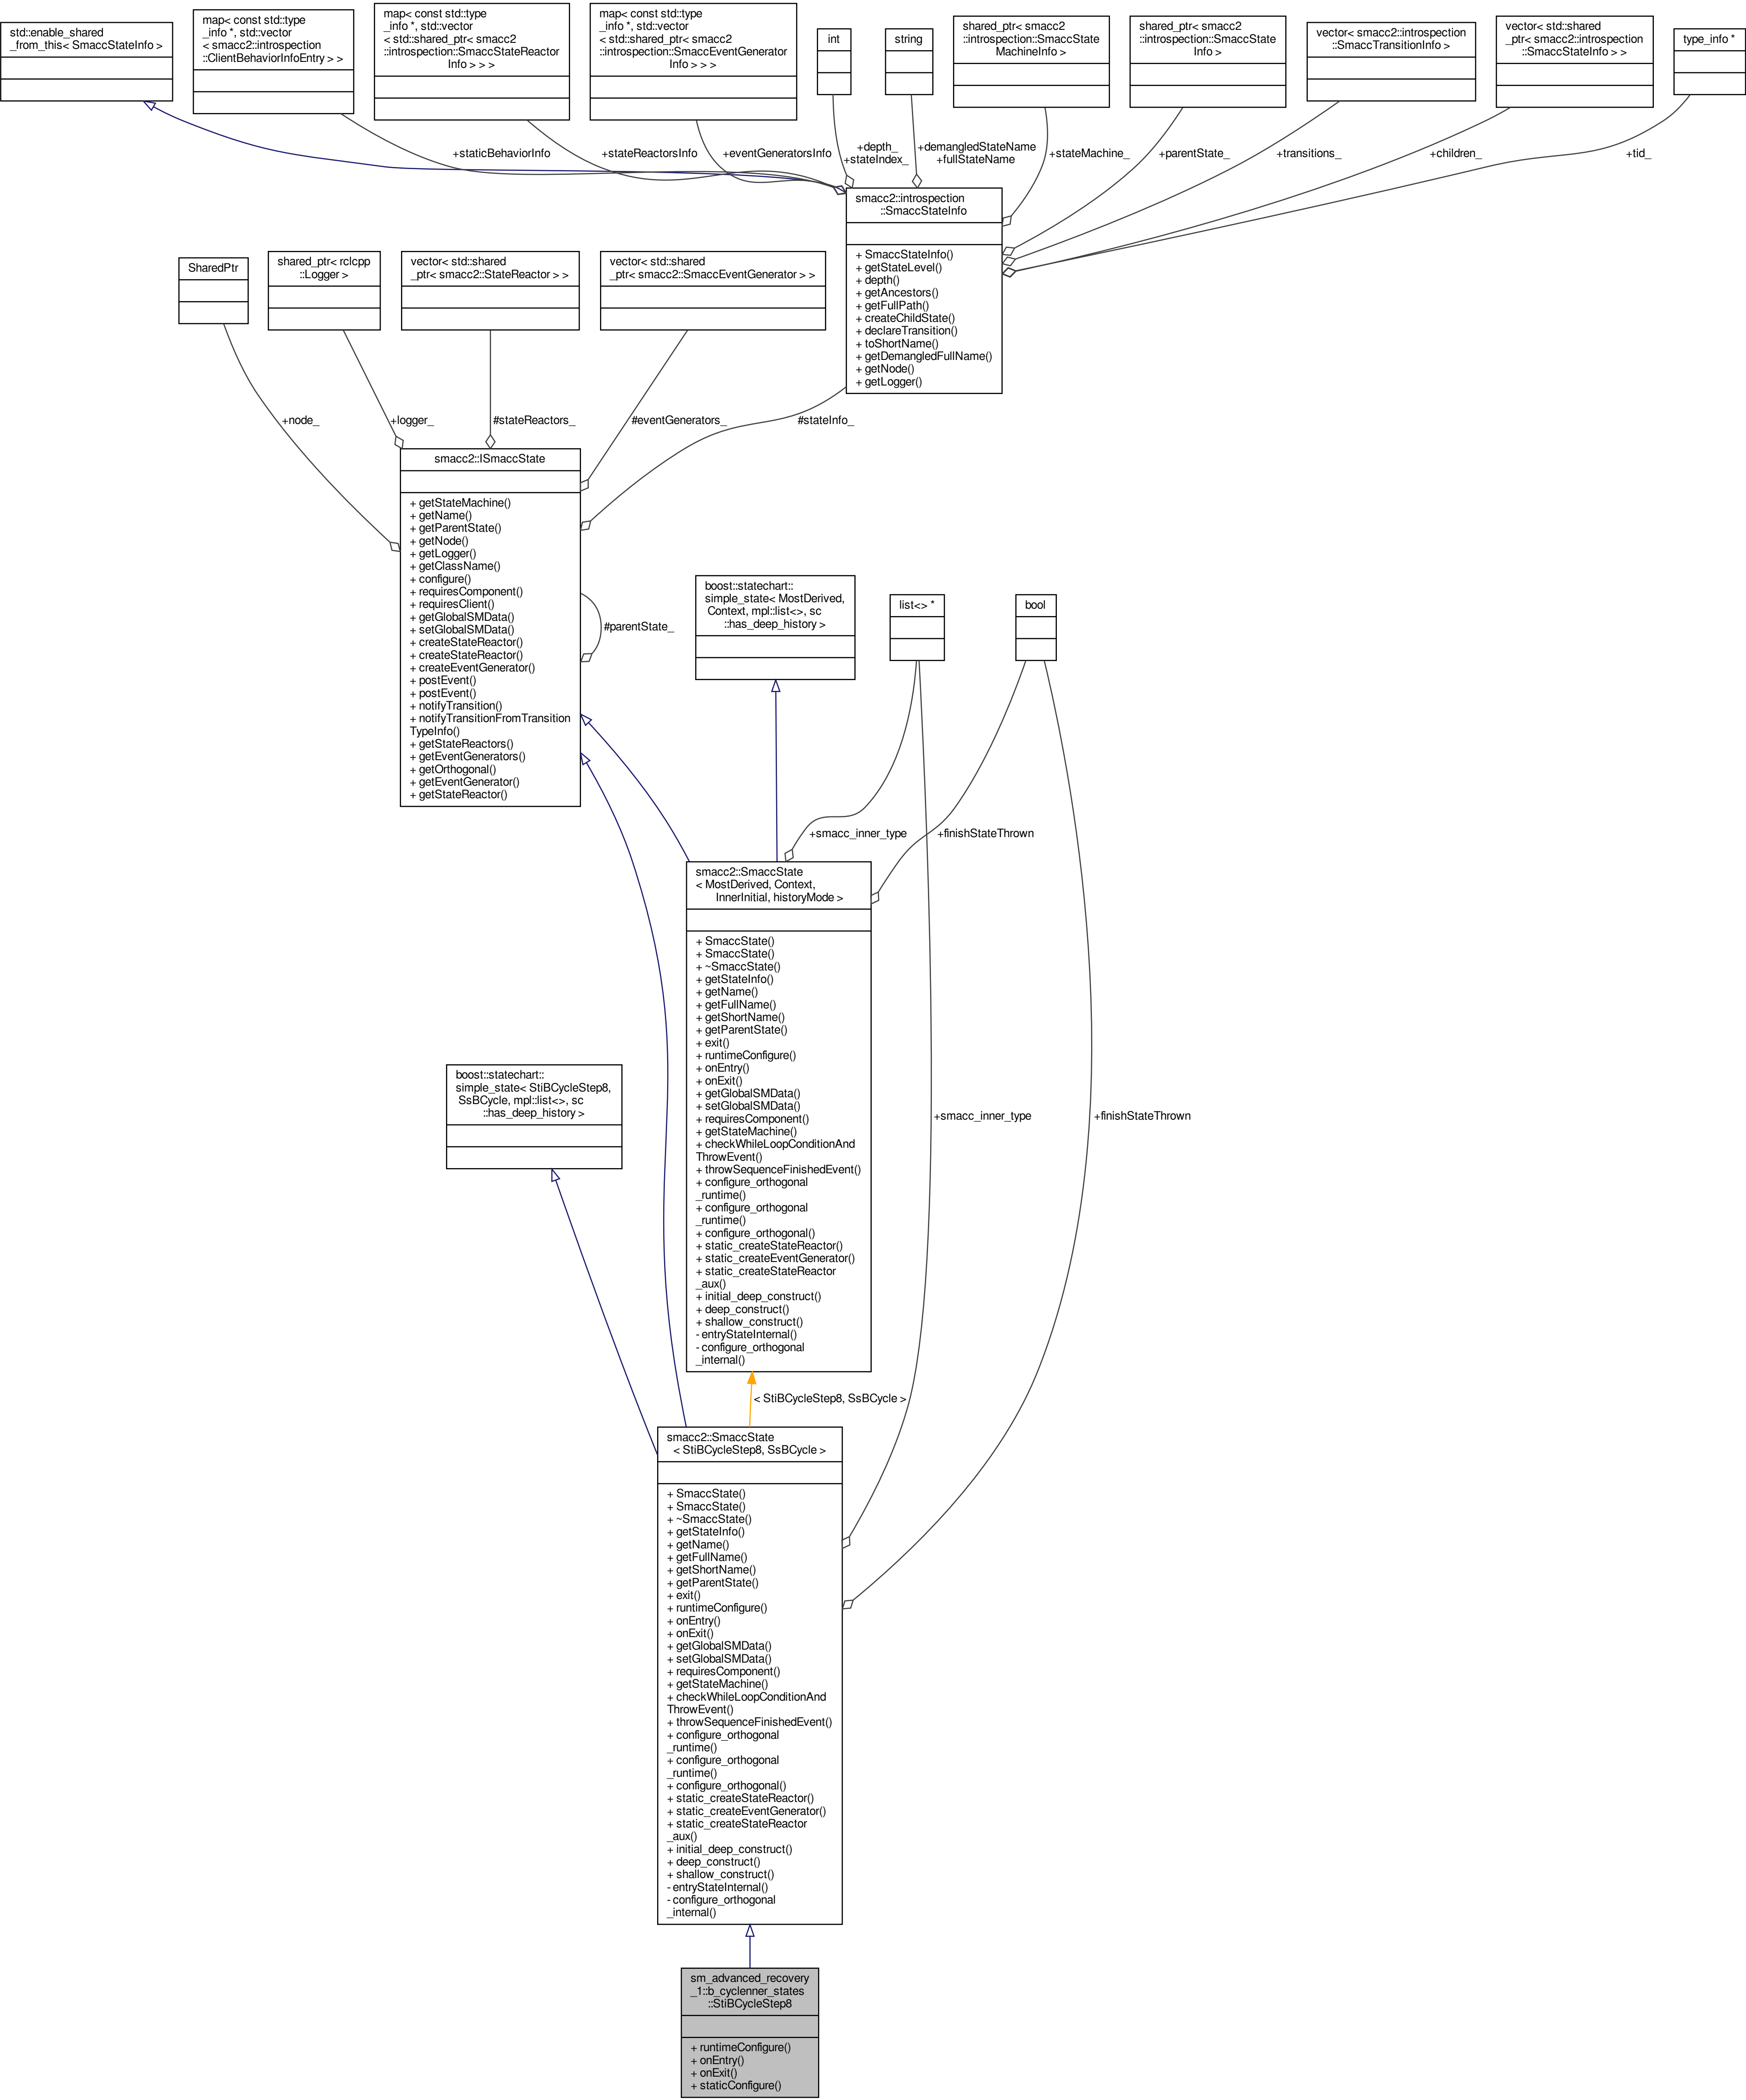 std::enable_shared
_from_this< SmaccStateInfo >
map< const std::type
_info *, std::vector
< smacc2::introspection
::ClientBehaviorInfoEntry > >
map< const std::type
_info *, std::vector
< std::shared_ptr< smacc2
::introspection::SmaccStateReactor
Info > > >
map< const std::type
_info *, std::vector
< std::shared_ptr< smacc2
::introspection::SmaccEventGenerator
Info > > >
int
string
shared_ptr< smacc2
::introspection::SmaccState
MachineInfo >
shared_ptr< smacc2
::introspection::SmaccState
Info >
vector< smacc2::introspection
::SmaccTransitionInfo >
vector< std::shared
_ptr< smacc2::introspection
::SmaccStateInfo > >
type_info *
+staticBehaviorInfo
+stateReactorsInfo
+eventGeneratorsInfo
+depth_
+stateIndex_
+demangledStateName
+fullStateName
+stateMachine_
+parentState_
+transitions_
+children_
+tid_
smacc2::introspection
::SmaccStateInfo
+ SmaccStateInfo()
+ getStateLevel()
+ depth()
+ getAncestors()
+ getFullPath()
+ createChildState()
+ declareTransition()
+ toShortName()
+ getDemangledFullName()
+ getNode()
+ getLogger()
SharedPtr
shared_ptr< rclcpp
::Logger >
vector< std::shared
_ptr< smacc2::StateReactor > >
vector< std::shared
_ptr< smacc2::SmaccEventGenerator > >
+node_
+logger_
#stateReactors_
#eventGenerators_
#stateInfo_
smacc2::ISmaccState
+ getStateMachine()
+ getName()
+ getParentState()
+ getNode()
+ getLogger()
+ getClassName()
+ configure()
+ requiresComponent()
+ requiresClient()
+ getGlobalSMData()
+ setGlobalSMData()
+ createStateReactor()
+ createStateReactor()
+ createEventGenerator()
+ postEvent()
+ postEvent()
+ notifyTransition()
+ notifyTransitionFromTransition
TypeInfo()
+ getStateReactors()
+ getEventGenerators()
+ getOrthogonal()
+ getEventGenerator()
+ getStateReactor()
#parentState_
boost::statechart::
simple_state< MostDerived,
Context, mpl::list<>, sc
::has_deep_history >
list<> *
bool
+smacc_inner_type
+finishStateThrown
smacc2::SmaccState
< MostDerived, Context,
InnerInitial, historyMode >
+ SmaccState()
+ SmaccState()
+ ~SmaccState()
+ getStateInfo()
+ getName()
+ getFullName()
+ getShortName()
+ getParentState()
+ exit()
+ runtimeConfigure()
+ onEntry()
+ onExit()
+ getGlobalSMData()
+ setGlobalSMData()
+ requiresComponent()
+ getStateMachine()
+ checkWhileLoopConditionAnd
ThrowEvent()
+ throwSequenceFinishedEvent()
+ configure_orthogonal
_runtime()
+ configure_orthogonal
_runtime()
+ configure_orthogonal()
+ static_createStateReactor()
+ static_createEventGenerator()
+ static_createStateReactor
_aux()
+ initial_deep_construct()
+ deep_construct()
+ shallow_construct()
- entryStateInternal()
- configure_orthogonal
_internal()
boost::statechart::
simple_state< StiBCycleStep8,
SsBCycle, mpl::list<>, sc
::has_deep_history >
+smacc_inner_type
+finishStateThrown
< StiBCycleStep8, SsBCycle >
smacc2::SmaccState
< StiBCycleStep8, SsBCycle >
+ SmaccState()
+ SmaccState()
+ ~SmaccState()
+ getStateInfo()
+ getName()
+ getFullName()
+ getShortName()
+ getParentState()
+ exit()
+ runtimeConfigure()
+ onEntry()
+ onExit()
+ getGlobalSMData()
+ setGlobalSMData()
+ requiresComponent()
+ getStateMachine()
+ checkWhileLoopConditionAnd
ThrowEvent()
+ throwSequenceFinishedEvent()
+ configure_orthogonal
_runtime()
+ configure_orthogonal
_runtime()
+ configure_orthogonal()
+ static_createStateReactor()
+ static_createEventGenerator()
+ static_createStateReactor
_aux()
+ initial_deep_construct()
+ deep_construct()
+ shallow_construct()
- entryStateInternal()
- configure_orthogonal
_internal()
sm_advanced_recovery
_1::b_cyclenner_states
::StiBCycleStep8
+ runtimeConfigure()
+ onEntry()
+ onExit()
+ staticConfigure()